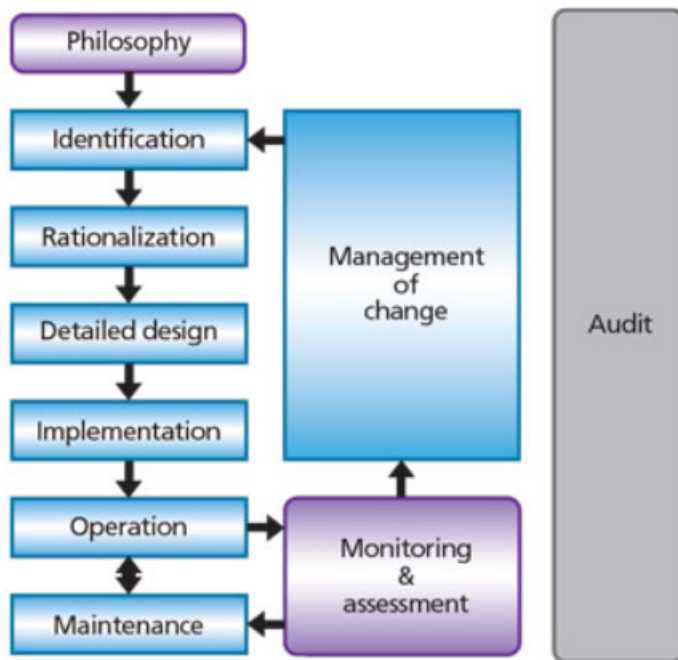 Philosophy
Identification
Rationalization
Detailed design
Implementation
Operation
Maintenance
Management
of
change
Monitoring
&
assessment
Audit